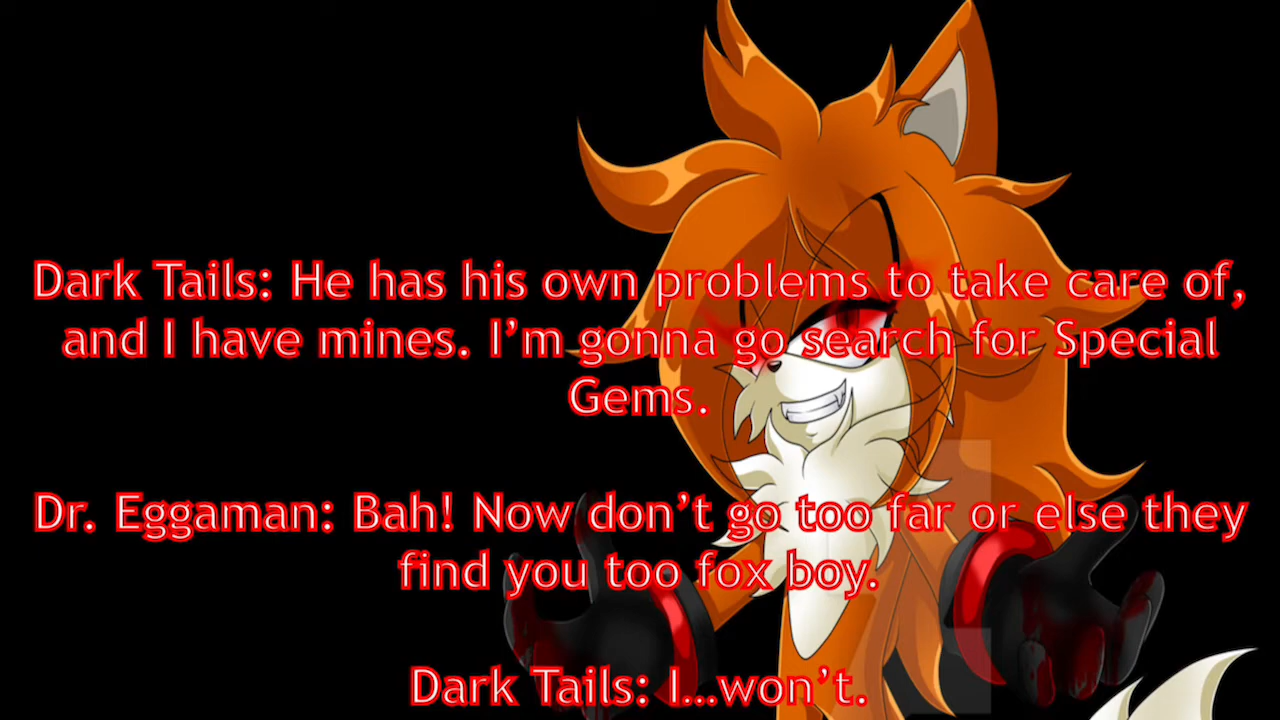 Dark Tails: He has his own problems to take care of,
and I have mines. I’m gonna go search for Special
Gems.
Dr. Eggaman: Bah! Now don’t go too far or else they
find you too fox boy.
Dark Tails: I...won’t.